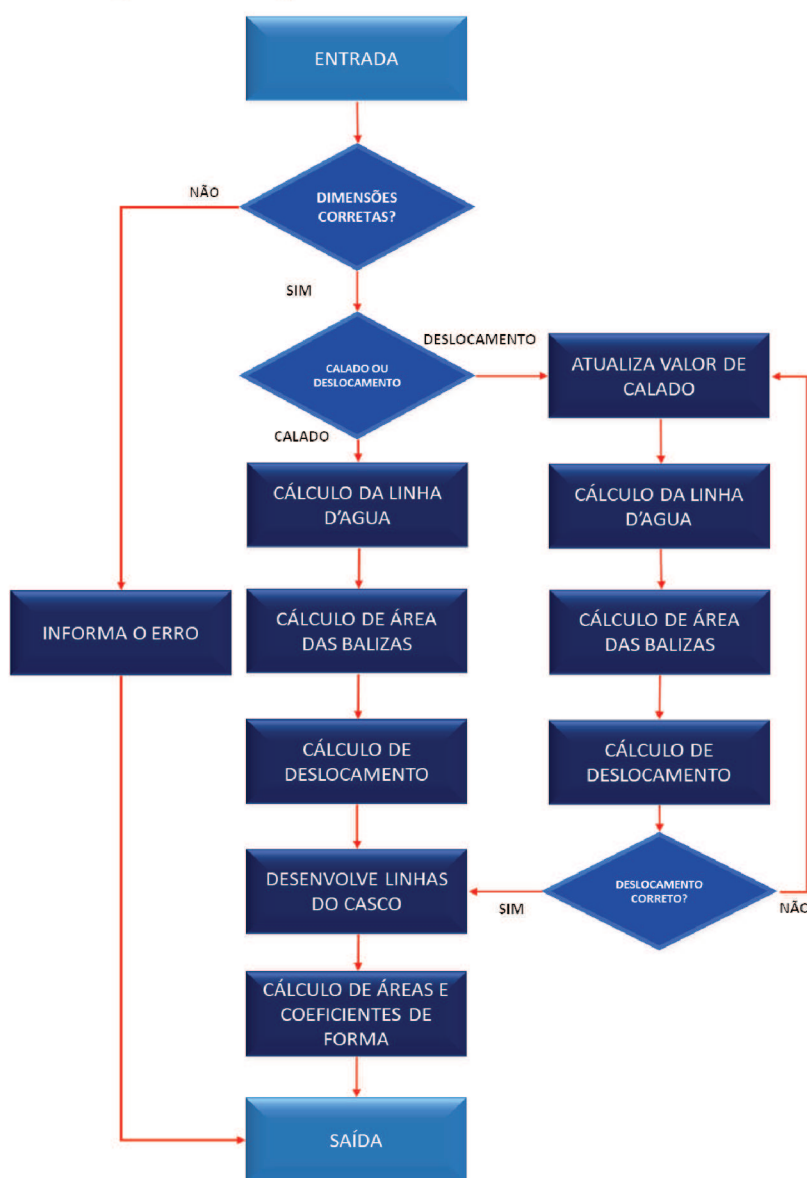 ENTRADA
NÃO
DIMENSÕES
CORRETAS?
SIM
CALADO OU
DESLOCAMENTO
DESLOCAMENTO
ATUALIZA VALOR DE
CALADO
CALADO
CÁLCULO DA LINHA
D’AGUA
CÁLCULO DA LINHA
D’AGUA
INFORMA O ERRO
CÁLCULO DE ÁREA
DAS BALIZAS
CÁLCULO DE ÁREA
DAS BALIZAS
CÁLCULO DE
DESLOCAMENTO
CÁLCULO DE
DESLOCAMENTO
DESENVOLVE LINHAS
DO CASCO
SIM
DESLOCAMENTO
CORRETO?
NÃO
CÁLCULO DE ÁREAS E
COEFICIENTES DE
FORMA
SAÍDA